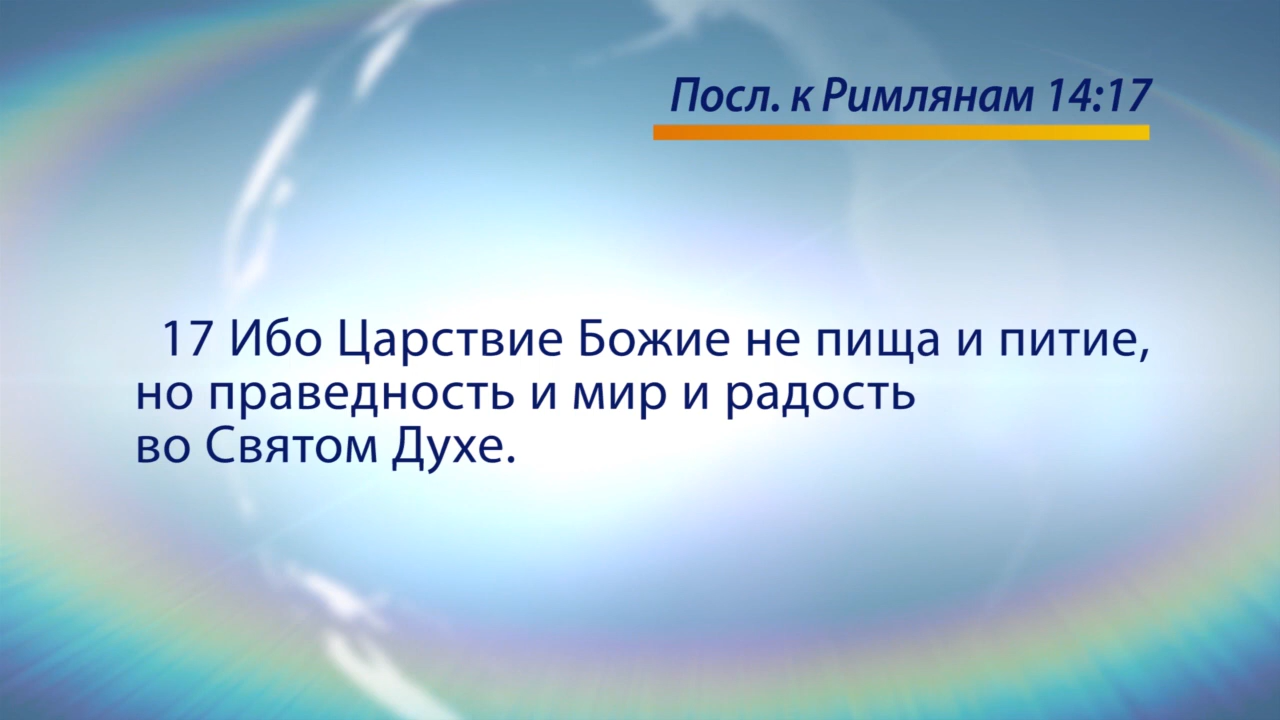 Посл. к Римлянам 14:17
17 Ибо Царствие Божие не пища и питие,
но праведность и мир и радость
во Святом Духе.